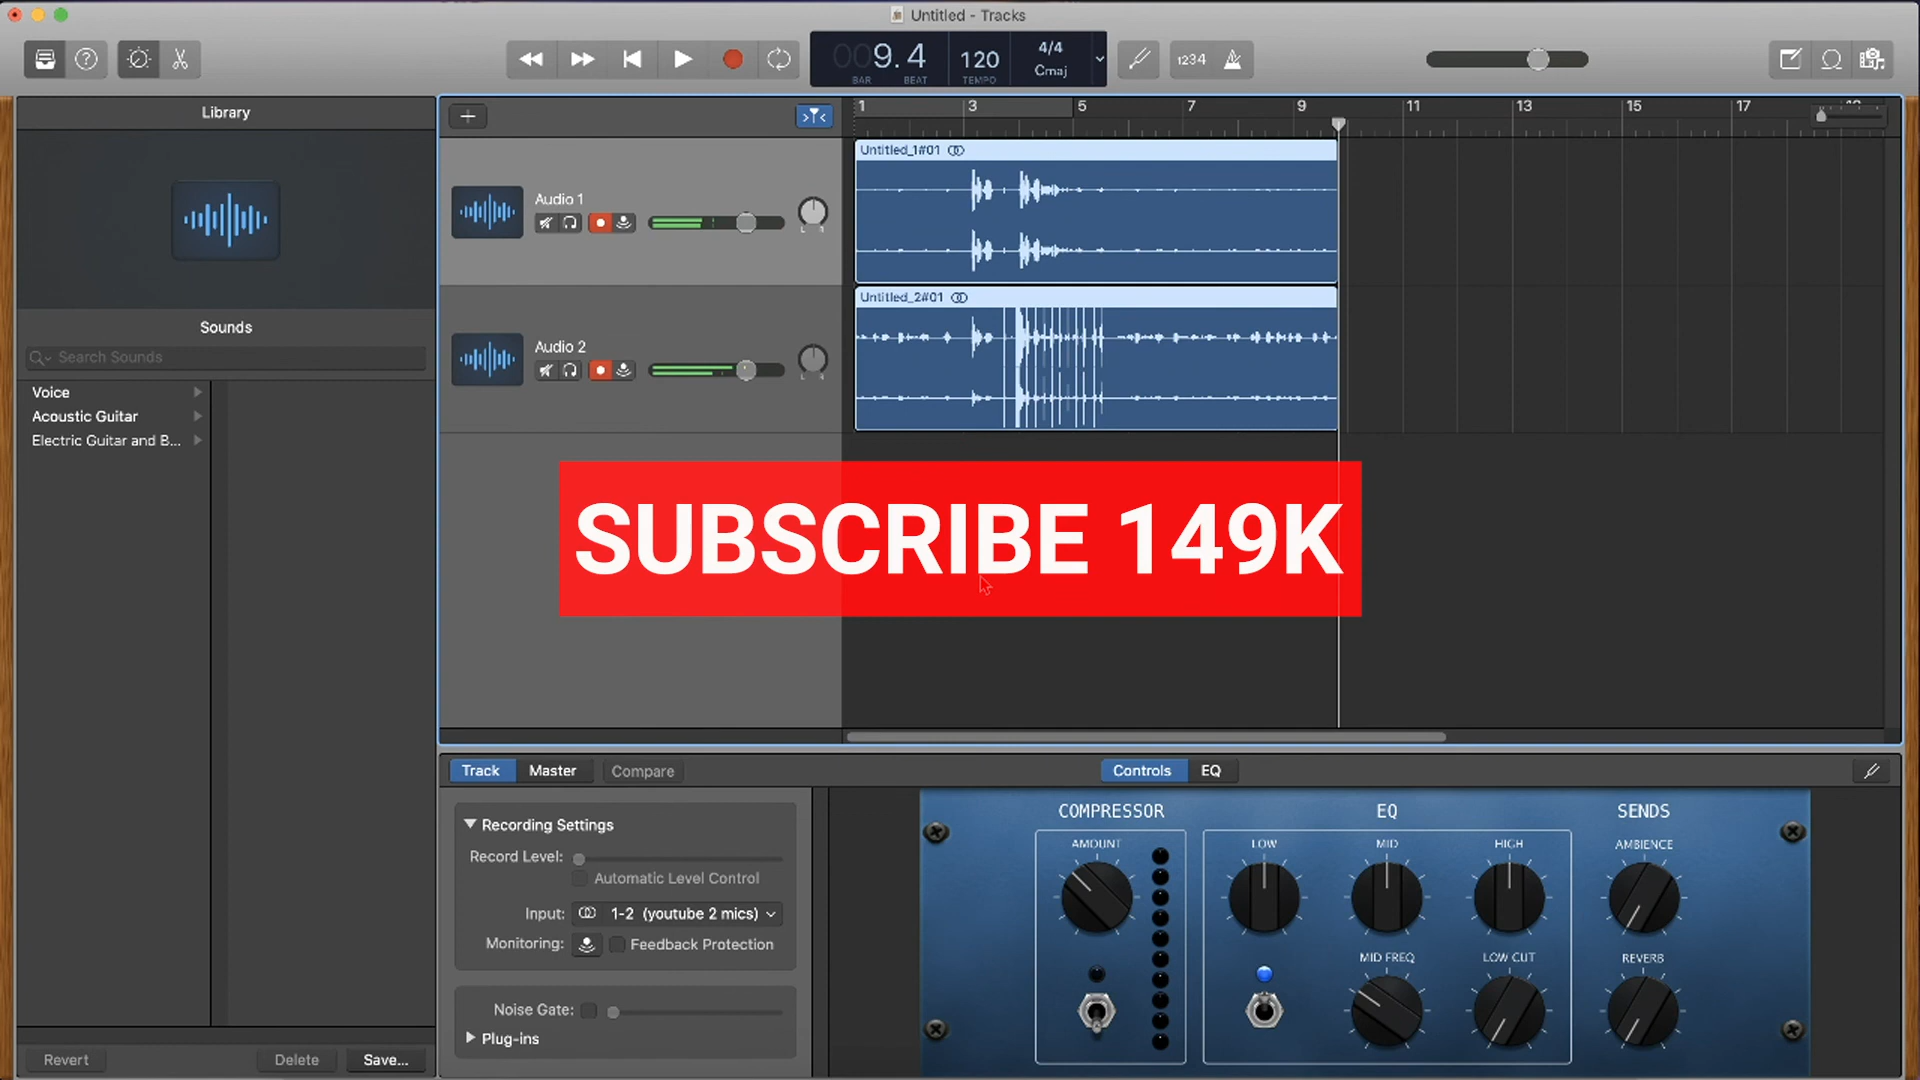 Untitled - Tracks
009.4
BAR
BEAT
120
TEMPO
4/4
Cmaj
1234
Library
Sounds
Search Sounds
Voice
Acoustic Guitar
Electric Guitar and B...
Revert
Delete
Save...
1
3
5
7
9
11
13
15
17
19
Audio 1
L R
Audio 2
L R
Untitled_1#01
Untitled_2#01
SUBSCRIBE 149K
Track
Master
Compare
Controls
EQ
Recording Settings
Record Level:
Automatic Level Control
Input:
1-2 (youtube 2 mics)
Monitoring:
Feedback Protection
Noise Gate:
Plug-ins
COMPRESSOR
AMOUNT
EQ
LOW
MID
HIGH
MID FREQ
LOW CUT
SENDS
AMBIENCE
REVERB